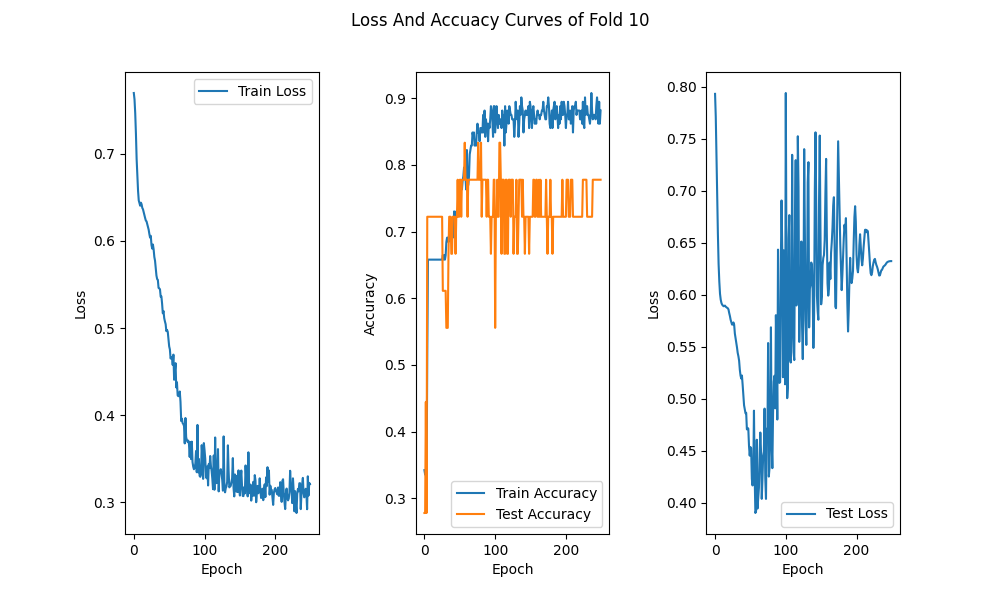 Loss And Accuacy Curves of Fold 10
Train Loss
0.7
0.6
0.5
0.4
0.3
Loss
0
100
200
Epoch
0.9
0.8
0.7
0.6
0.5
0.4
0.3
Accuracy
Train Accuracy
Test Accuracy
0
100
200
Epoch
0.80
0.75
0.70
0.65
0.60
0.55
0.50
0.45
0.40
Loss
Test Loss
0
100
200
Epoch